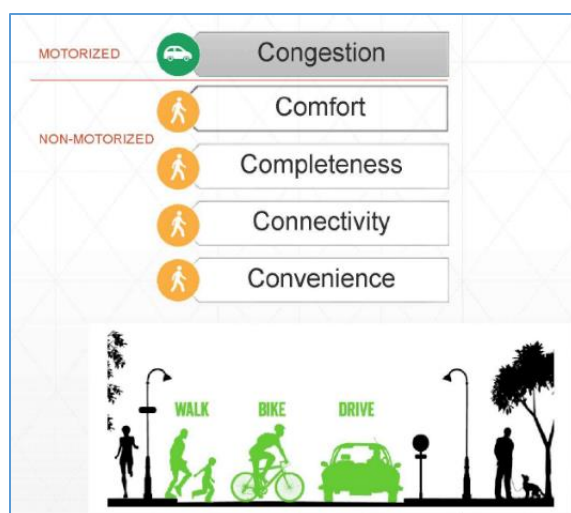 MOTORIZED
Congestion
Comfort
NON-MOTORIZED
Completeness
Connectivity
Convenience
WALK BIKE DRIVE